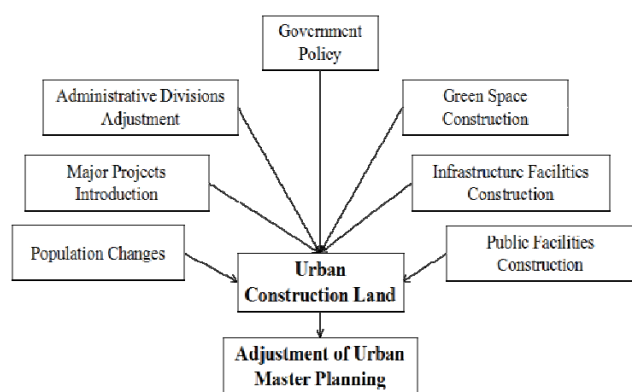 Government
Policy
Administrative Divisions
Adjustment
Green Space
Construction
Major Projects
Introduction
Infrastructure Facilities
Construction
Population Changes
Public Facilities
Construction
Urban
Construction Land
Adjustment of Urban
Master Planning